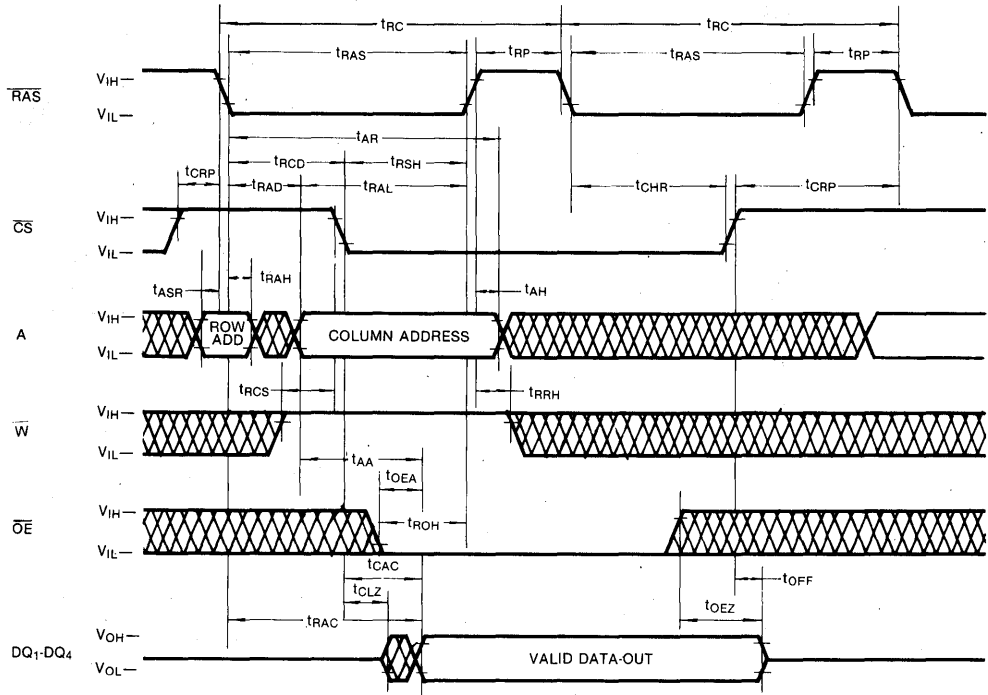 tRC tRC
tRAS tRP tRAS tRP
RAS VIH VIL
tAR
tRCD tRSH
tCRP tRAD tRAL tCHR tCRP
CS VIH VIL
tASR tRAH tAH
A VIH VIL ROW ADD COLUMN ADDRESS
tRCS tRRH
W VIH VIL
tAA
tOEA
OE VIH VIL tROH
tCAC
tCLZ tOFF
tRAC tOEZ
DQ1-DQ4 VOH VOL VALID DATA-OUT